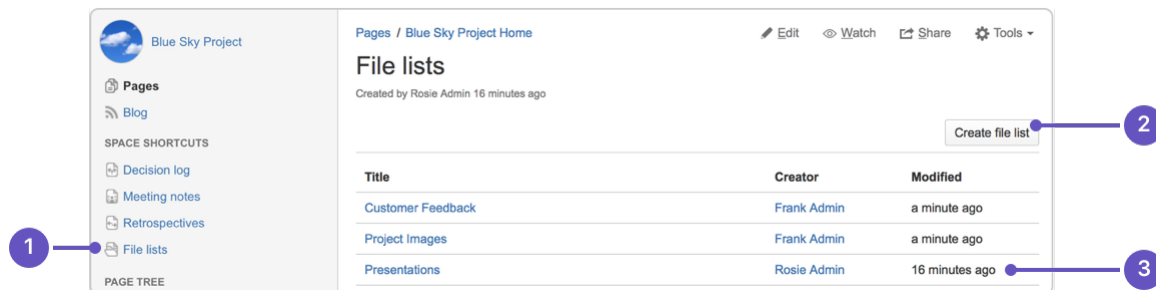 Blue Sky Project
Pages
Blog
SPACE SHORTCUTS
Decision log
Meeting notes
Retrospectives
File lists
PAGE TREE
Pages / Blue Sky Project Home
Edit Watch Share Tools
File lists
Created by Rosie Admin 16 minutes ago
Create file list
Title Creator Modified
Customer Feedback Frank Admin a minute ago
Project Images Frank Admin a minute ago
Presentations Rosie Admin 16 minutes ago
1
2
3